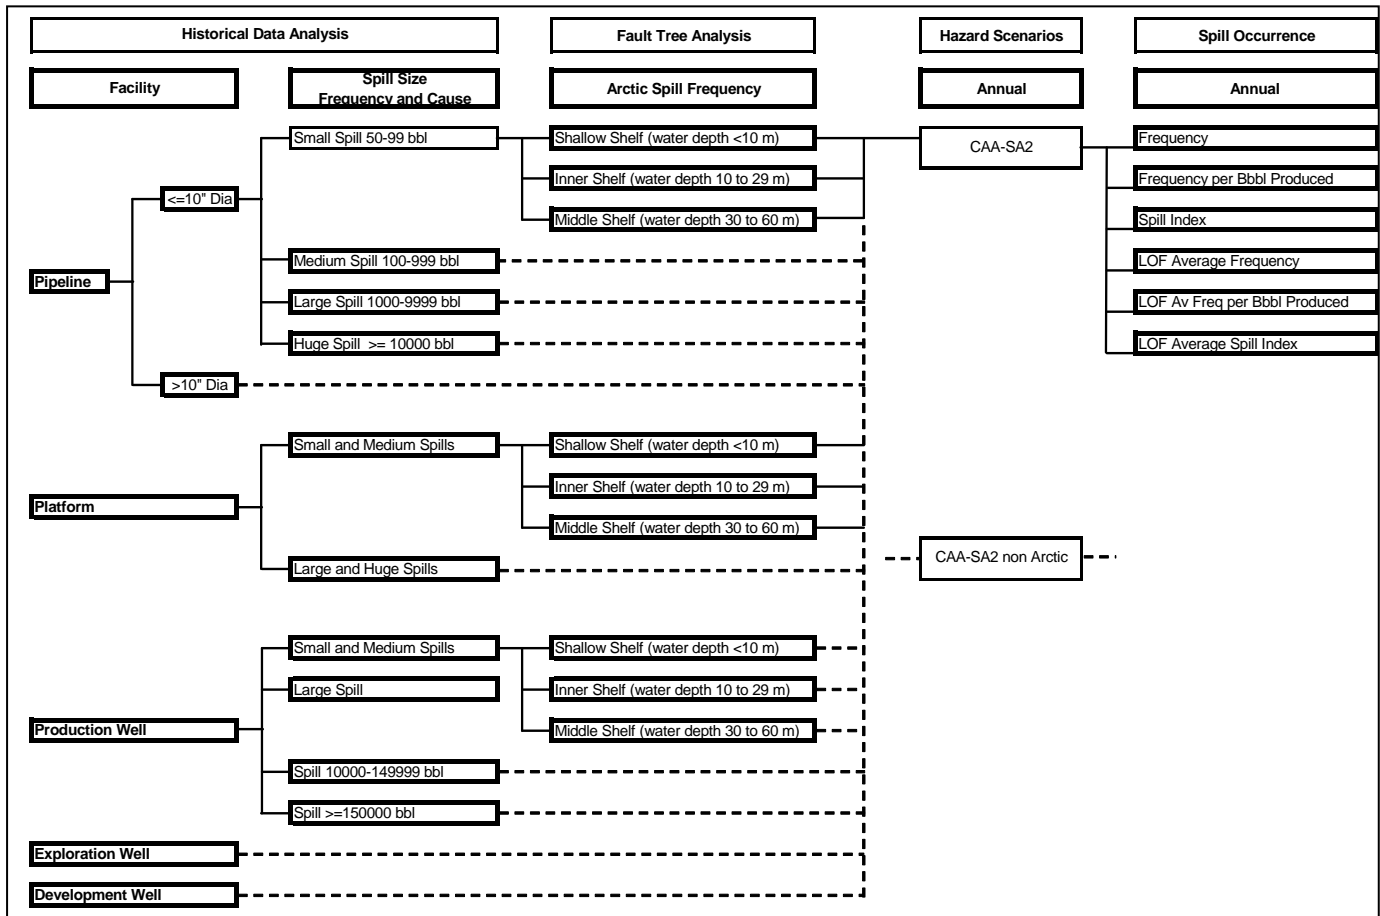 Historical Data Analysis
Fault Tree Analysis
Hazard Scenarios
Spill Occurrence
Facility
Spill Size
Frequency and Cause
Arctic Spill Frequency
Annual
Annual
Small Spill 50-99 bbl
Shallow Shelf (water depth <10 m)
CAA-SA2
Frequency
Inner Shelf (water depth 10 to 29 m)
Frequency per Bbbl Produced
<=10" Dia
Middle Shelf (water depth 30 to 60 m)
Spill Index
Medium Spill 100-999 bbl
LOF Average Frequency
Pipeline
Large Spill 1000-9999 bbl
LOF Av Freq per Bbbl Produced
Huge Spill >= 10000 bbl
LOF Average Spill Index
>10" Dia
Small and Medium Spills
Shallow Shelf (water depth <10 m)
Inner Shelf (water depth 10 to 29 m)
Platform
Middle Shelf (water depth 30 to 60 m)
CAA-SA2 non Arctic
Large and Huge Spills
Small and Medium Spills
Shallow Shelf (water depth <10 m)
Large Spill
Inner Shelf (water depth 10 to 29 m)
Production Well
Middle Shelf (water depth 30 to 60 m)
Spill 10000-149999 bbl
Spill >=150000 bbl
Exploration Well
Development Well